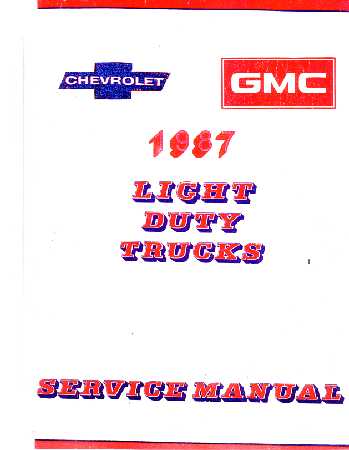 CHEVROLET
GMC
1987
LIGHT
DUTY
TRUCKS
SERVICE MANUAL